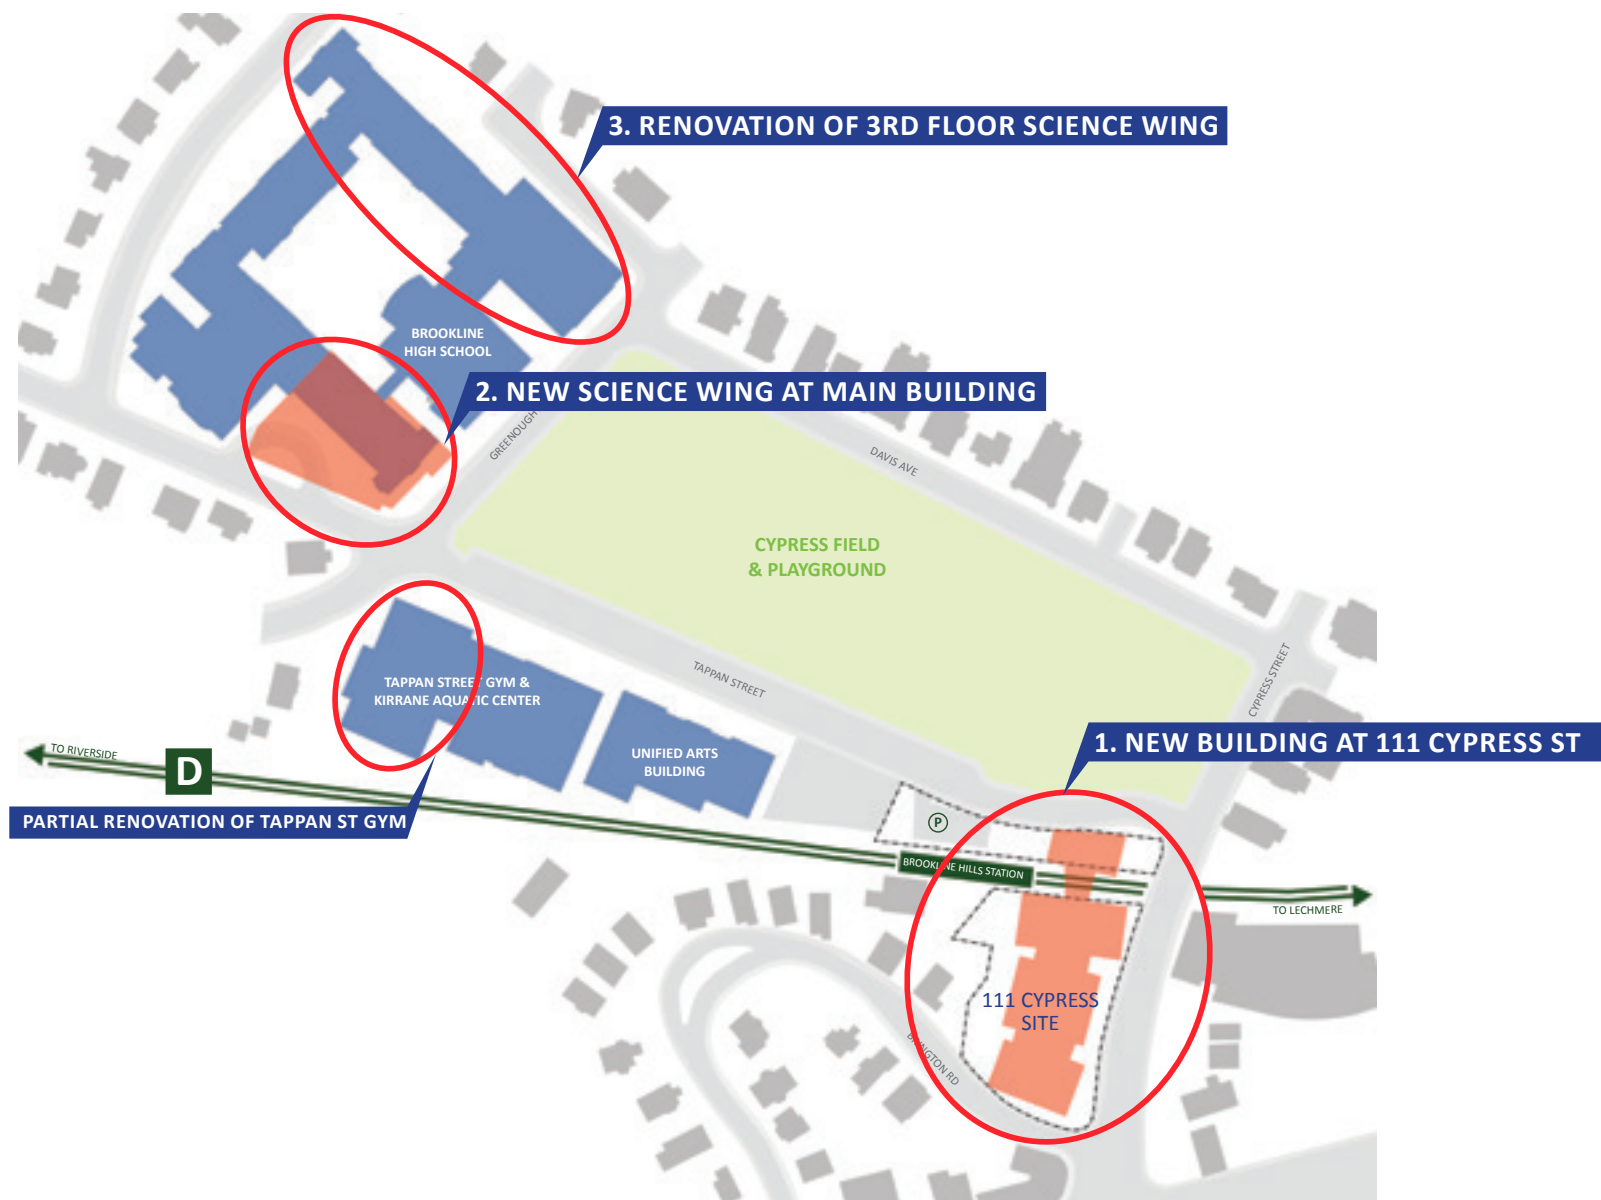 3. RENOVATION OF 3RD FLOOR SCIENCE WING
BROOKLINE
HIGH SCHOOL
2. NEW SCIENCE WING AT MAIN BUILDING
GREENOUGH
DAVIS AVE
CYPRESS FIELD
& PLAYGROUND
TAPPAN STREET
CYPRESS STREET
TAPPAN STREET GYM &
KIRRANE AQUATIC CENTER
UNIFIED ARTS
BUILDING
1. NEW BUILDING AT 111 CYPRESS ST
TO RIVERSIDE
D
PARTIAL RENOVATION OF TAPPAN ST GYM
P
BROOKLINE HILLS STATION
TO LECHMERE
111 CYPRESS
SITE
RD